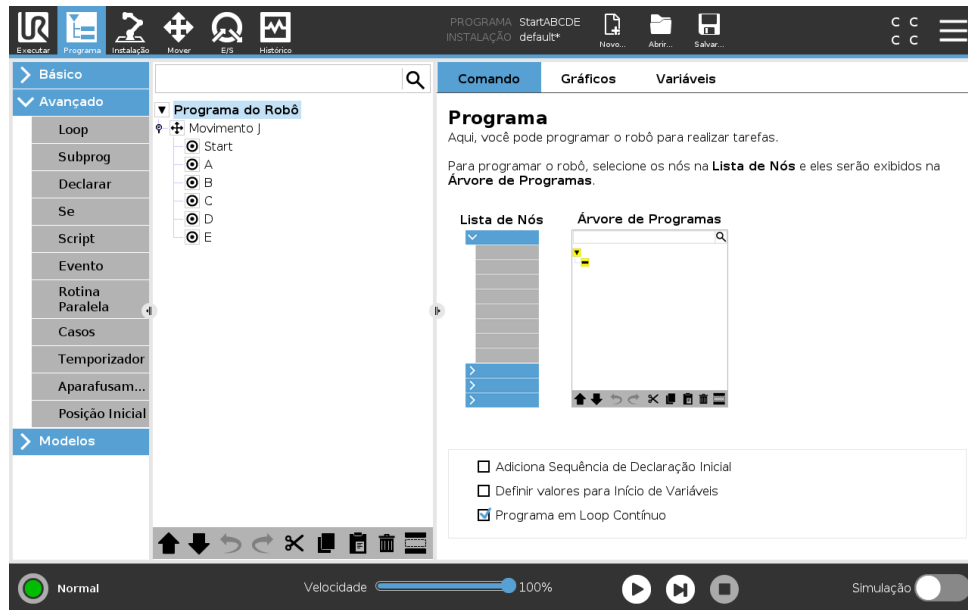 PROGRAMA StartABCDE
INSTALAÇÃO default*
Executar Programa Instalação Mover E/S Histórico Novo... Abrir... Salvar...
C C
C C
Básico
Avançado
Loop
Subprog
Declarar
Se
Script
Evento
Rotina
Paralela
Casos
Temporizador
Aparafusam...
Posição Inicial
Modelos
Programa do Robô
Movimento J
Start
A
B
C
D
E
Comando Gráficos Variáveis
Programa
Aqui, você pode programar o robô para realizar tarefas.
Para programar o robô, selecione os nós na Lista de Nós e eles serão exibidos na
Árvore de Programas.
Lista de Nós Árvore de Programas
Adiciona Sequência de Declaração Inicial
Definir valores para Início de Variáveis
Programa em Loop Contínuo
Normal Velocidade 100% Simulação